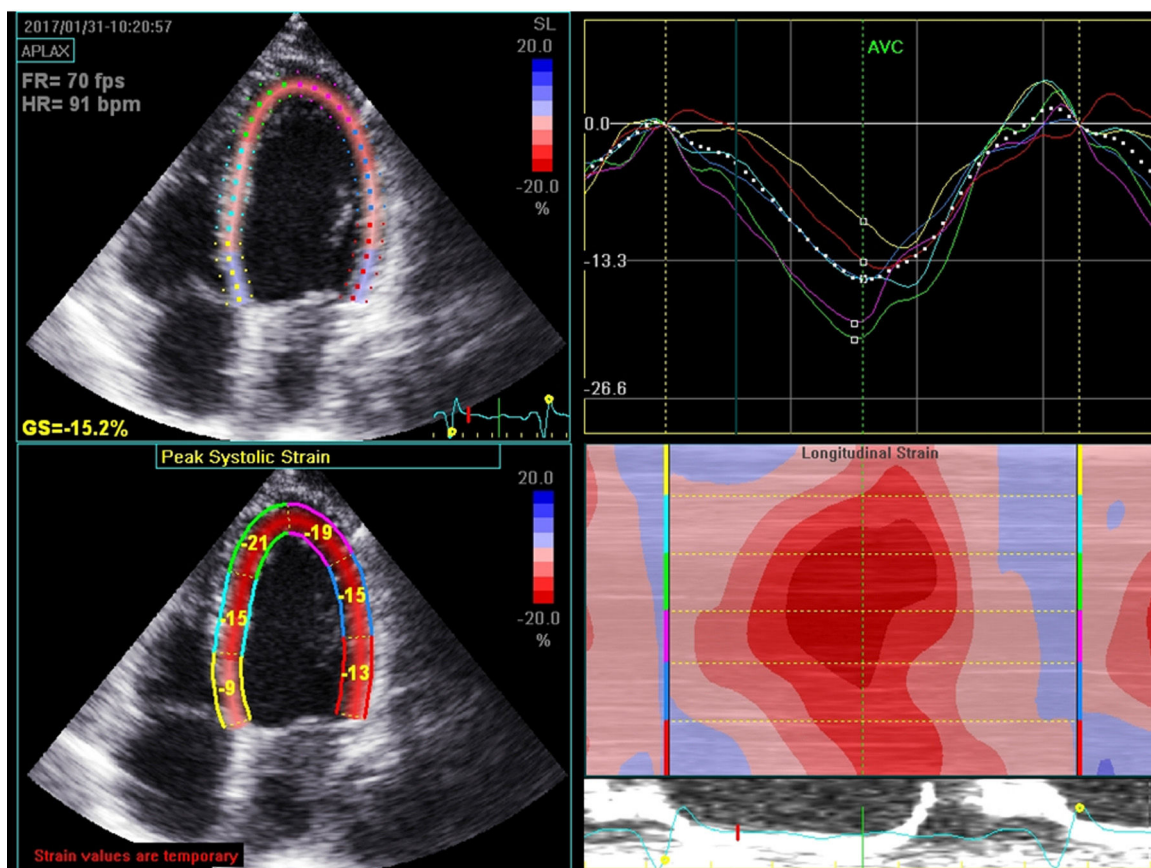 2017/01/31-10:20:57
APLAX
FR= 70 fps
HR= 91 bpm
SL
20.0
-20.0
%
GS=-15.2%
AVC
0.0
-13.3
-26.6
Peak Systolic Strain
20.0
-20.0
%
-21
-19
-15
-15
-9
-13
Strain values are temporary
Longitudinal Strain